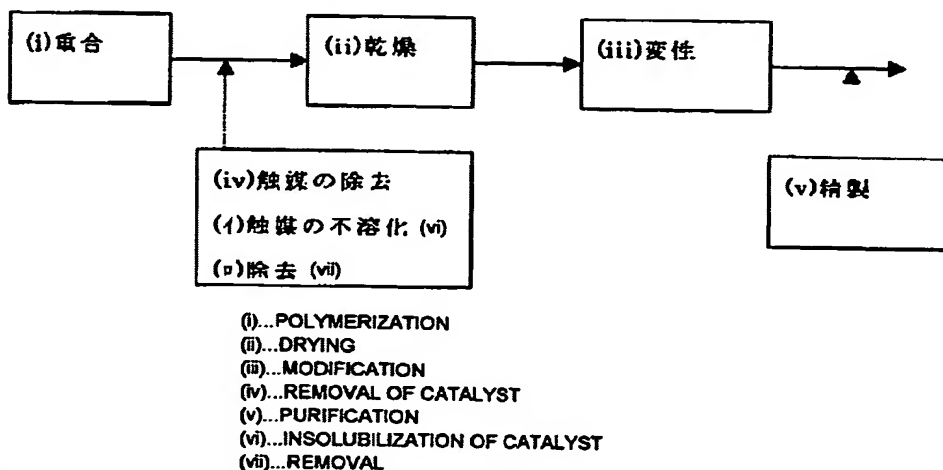 (i)重合
(ii)乾燥
(iii)変性
(iv)触媒の除去
(イ)触媒の不溶化 (vi)
(ロ)除去 (vii)
(v)精製
(i)...POLYMERIZATION
(ii)...DRYING
(iii)...MODIFICATION
(iv)...REMOVAL OF CATALYST
(v)...PURIFICATION
(vi)...INSOLUBILIZATION OF CATALYST
(vii)...REMOVAL